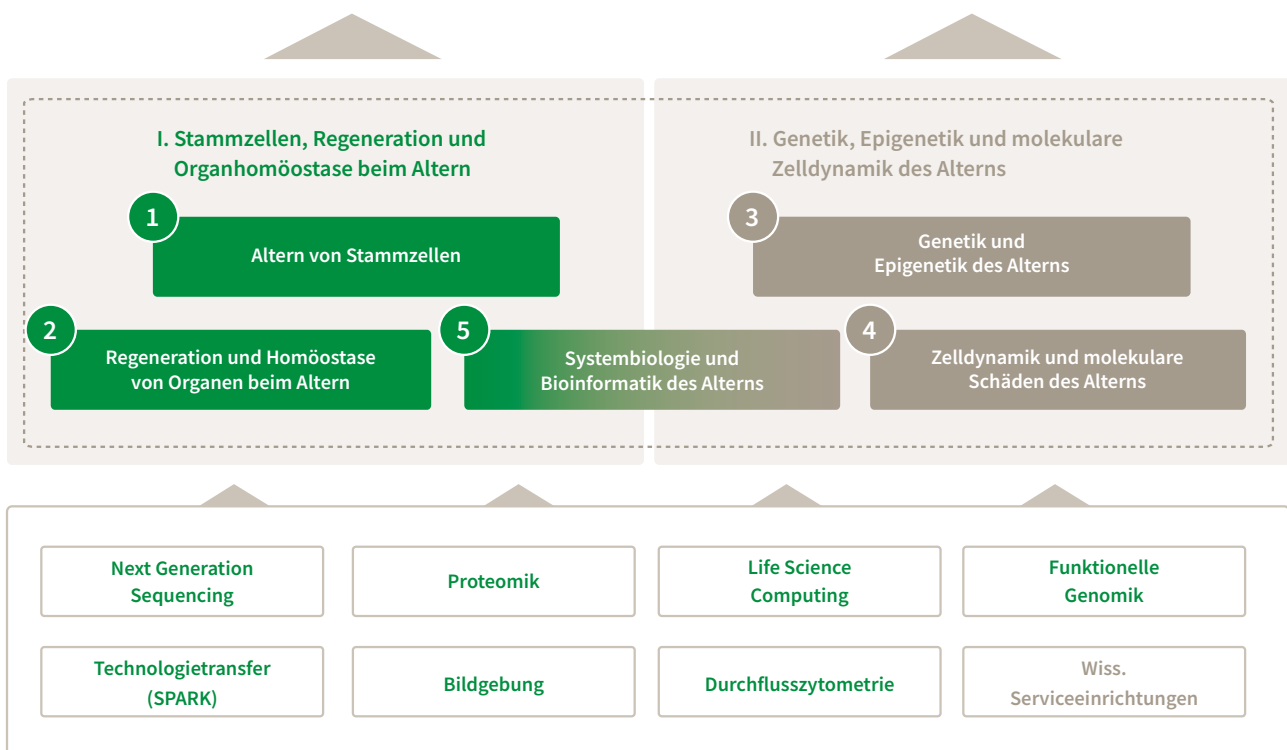 I. Stammzellen, Regeneration und
Organhomöostase beim Altern
II. Genetik, Epigenetik und molekulare
Zelldynamik des Alterns
1
Altern von Stammzellen
3
Genetik und
Epigenetik des Alterns
2
Regeneration und Homöostase
von Organen beim Altern
5
Systembiologie und
Bioinformatik des Alterns
4
Zelldynamik und molekulare
Schäden des Alterns
Next Generation
Sequencing
Proteomik
Life Science
Computing
Funktionelle
Genomik
Technologietransfer
(SPARK)
Bildgebung
Durchflusszytometrie
Wiss.
Serviceeinrichtungen